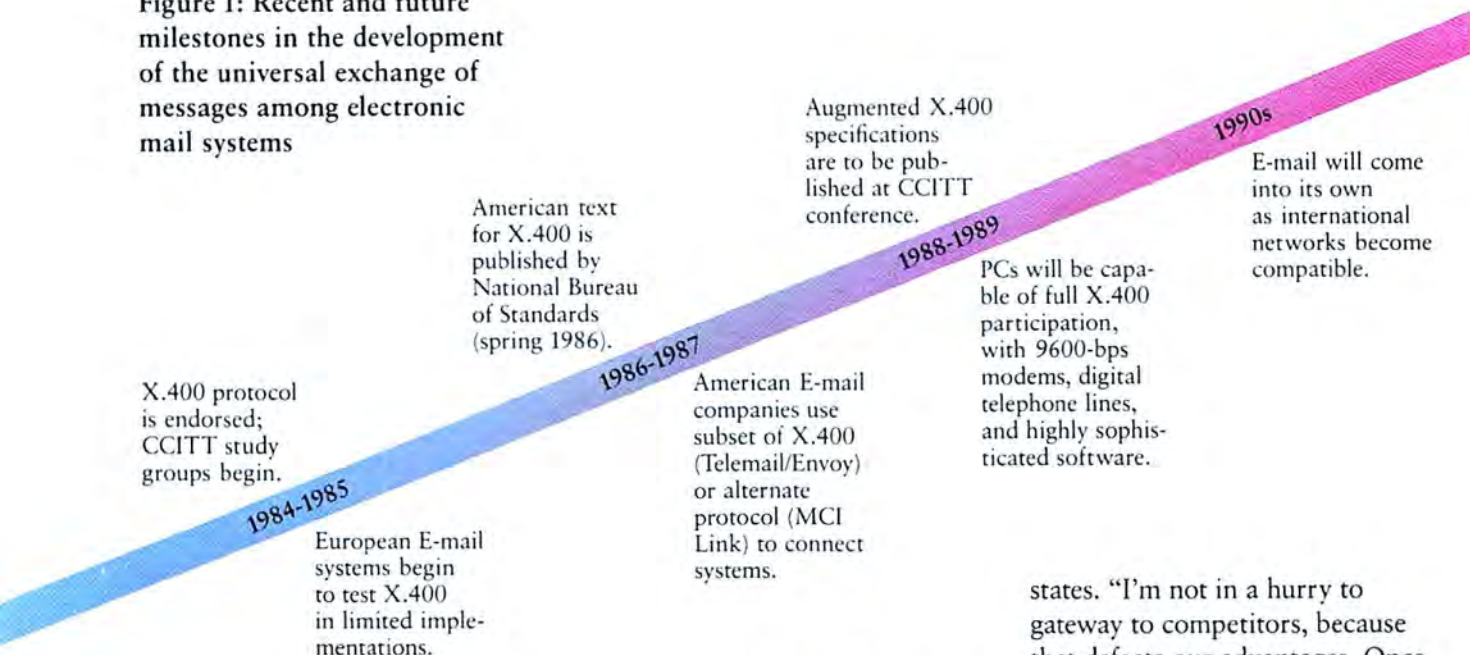 Figure 1: Recent and future
milestones in the development
of the universal exchange of
messages among electronic
mail systems
X.400 protocol
is endorsed;
CCITT study
groups begin.
1984-1985
European E-mail
systems begin
to test X.400
in limited imple-
mentations.
American text
for X.400 is
published by
National Bureau
of Standards
(spring 1986).
1986-1987
American E-mail
companies use
subset of X.400
(Telemail/Envoy)
or alternate
protocol (MCI
Link) to connect
systems.
Augmented X.400
specifications
are to be pub-
lished at CCITT
conference.
1988-1989
PCs will be capa-
ble of full X.400
participation,
with 9600-bps
modems, digital
telephone lines,
and highly sophis-
ticated software.
1990s
E-mail will come
into its own
as international
networks become
compatible.
states. “I'm not in a hurry to
gateway to competitors, because
that defeats our advantages. Once